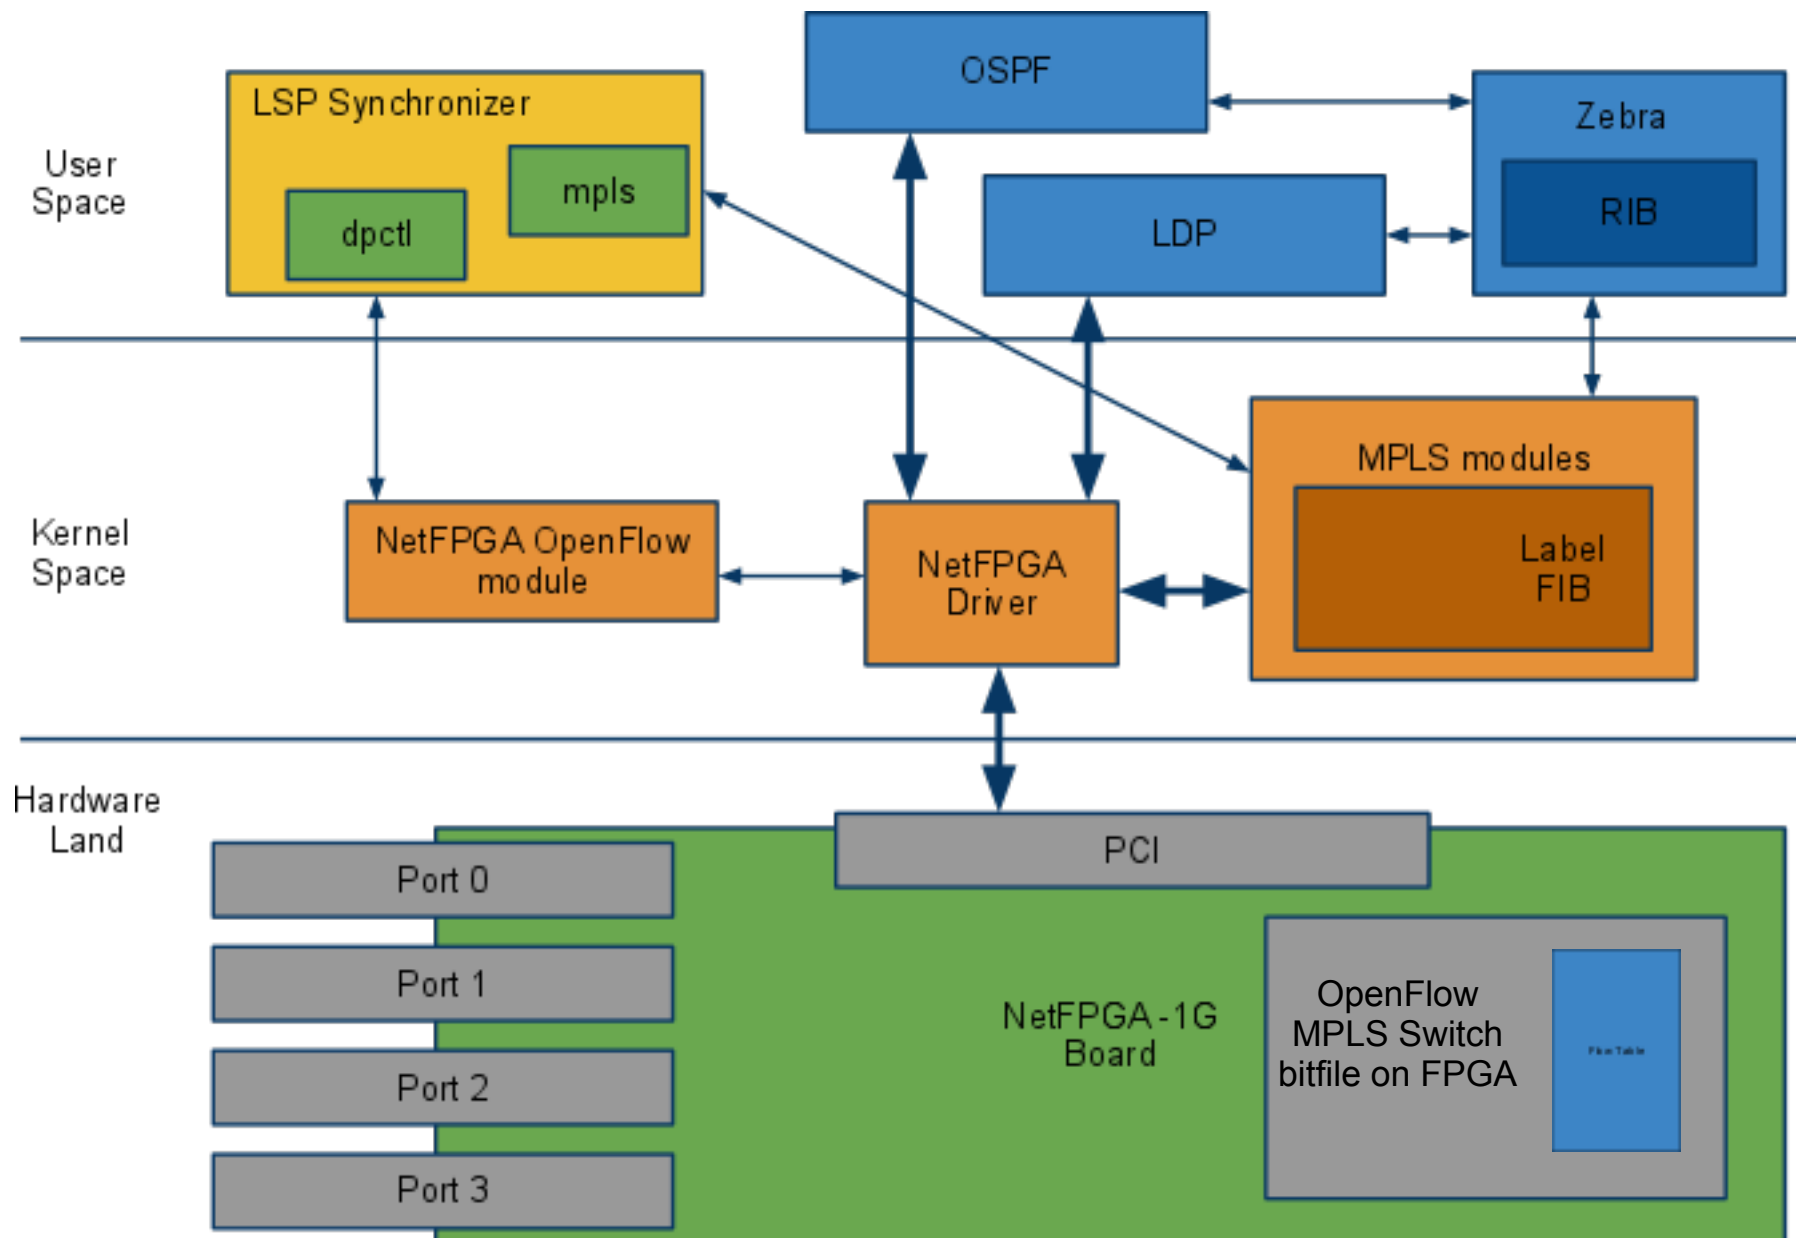 OSPF
LSP Synchronizer
Zebra
User
Space
mpls
RIB
dpctl
LDP
MPLS modules
Kernel
Space
NetFPGA OpenFlow
module
NetFPGA
Driver
Label
FIB
Hardware
Land
PCI
Port 0
Port 1
NetFPGA-1G
Board
OpenFlow
MPLS Switch
bitfile on FPGA
Flow Table
Port 2
Port 3